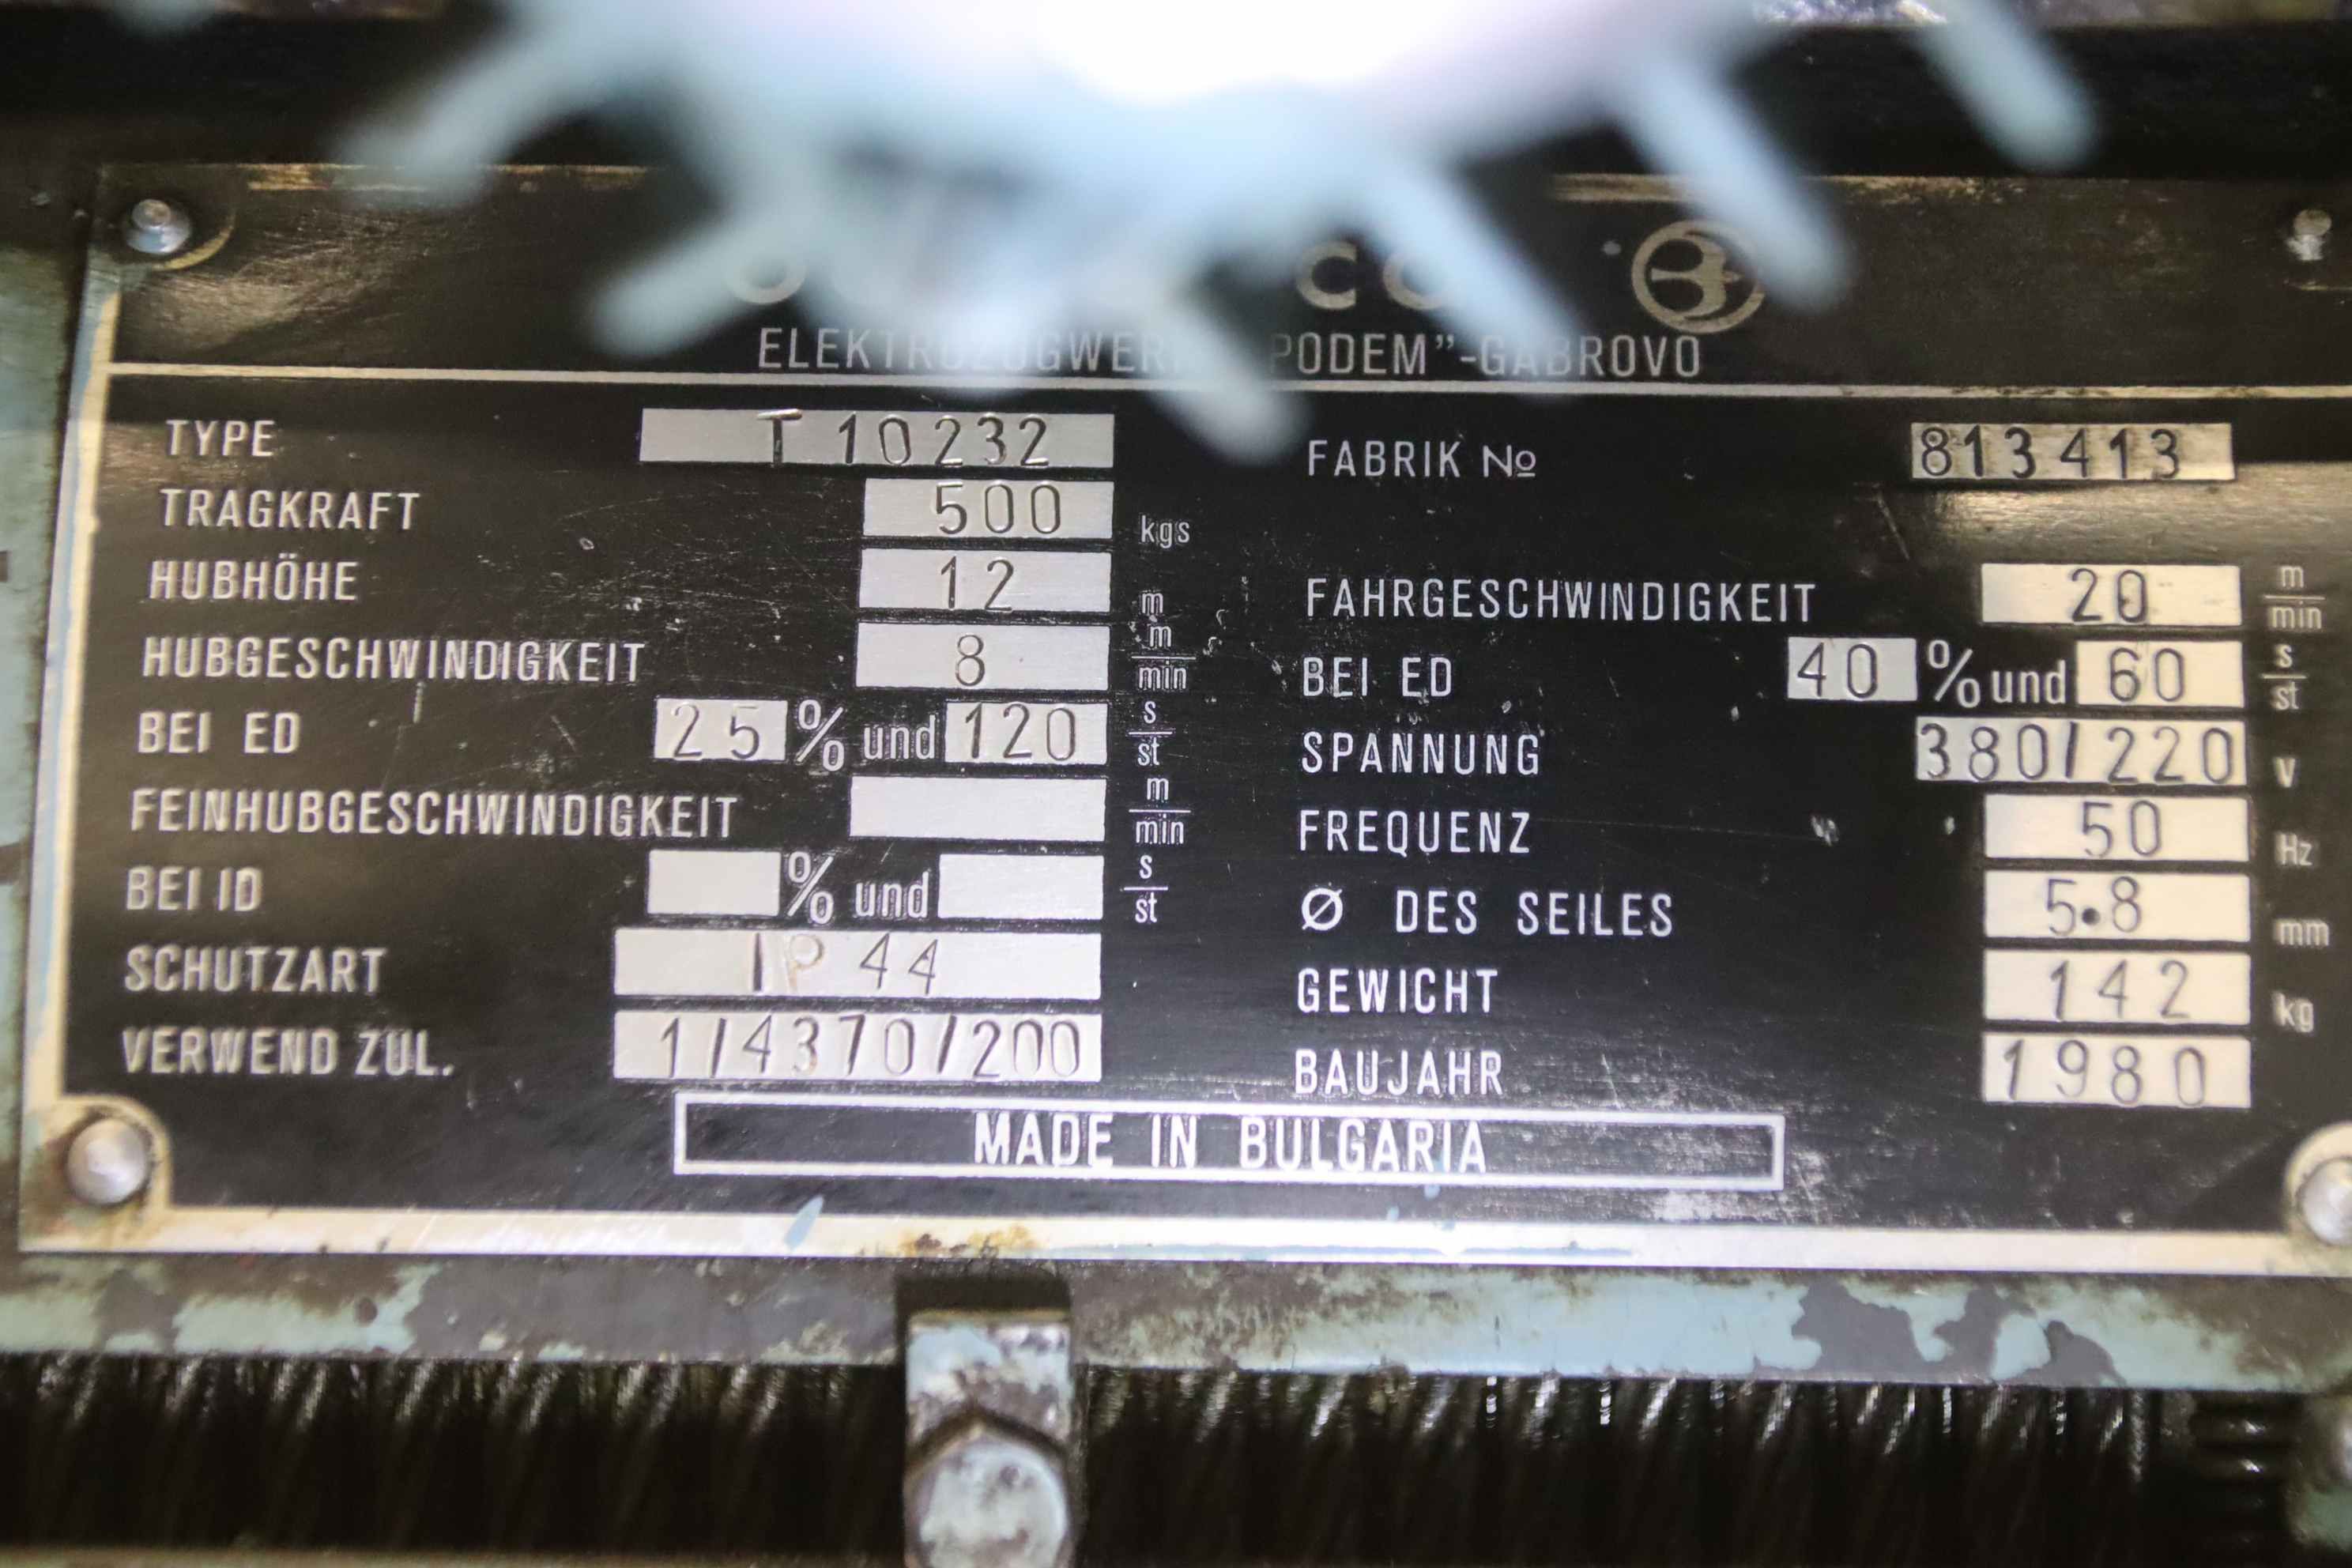 PODEM"-GABROVO
TYPE T 10232
TRAGKRAFT 500 kgs
HUBHÖHE 12 m
HUBGESCHWINDIGKEIT 8 m/min
BEI ED 25 % und 120 s/st
FEINHUBGESCHWINDIGKEIT m/min
BEI ID % und s/st
SCHUTZART IP 44
VERWEND ZUL. 1/4370/200
FABRIK No 813413
FAHRGESCHWINDIGKEIT 20 m/min
BEI ED 40 % und 60 s/st
SPANNUNG 380/220 V
FREQUENZ 50 Hz
Ø DES SEILES 5.8 mm
GEWICHT 142 kg
BAUJAHR 1980
MADE IN BULGARIA